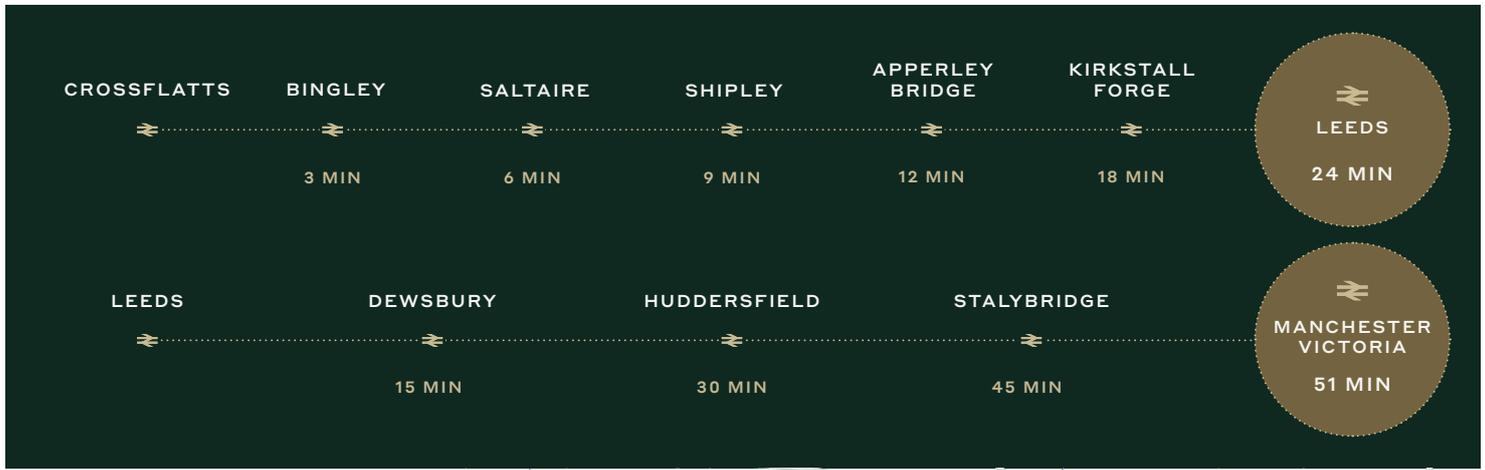 CROSSFLATTS
BINGLEY
SALTAIRE
SHIPLEY
APPERLEY
BRIDGE
KIRKSTALL
FORGE
LEEDS
3 MIN
6 MIN
9 MIN
12 MIN
18 MIN
24 MIN
LEEDS
DEWSBURY
HUDDERSFIELD
STALYBRIDGE
MANCHESTER
VICTORIA
15 MIN
30 MIN
45 MIN
51 MIN